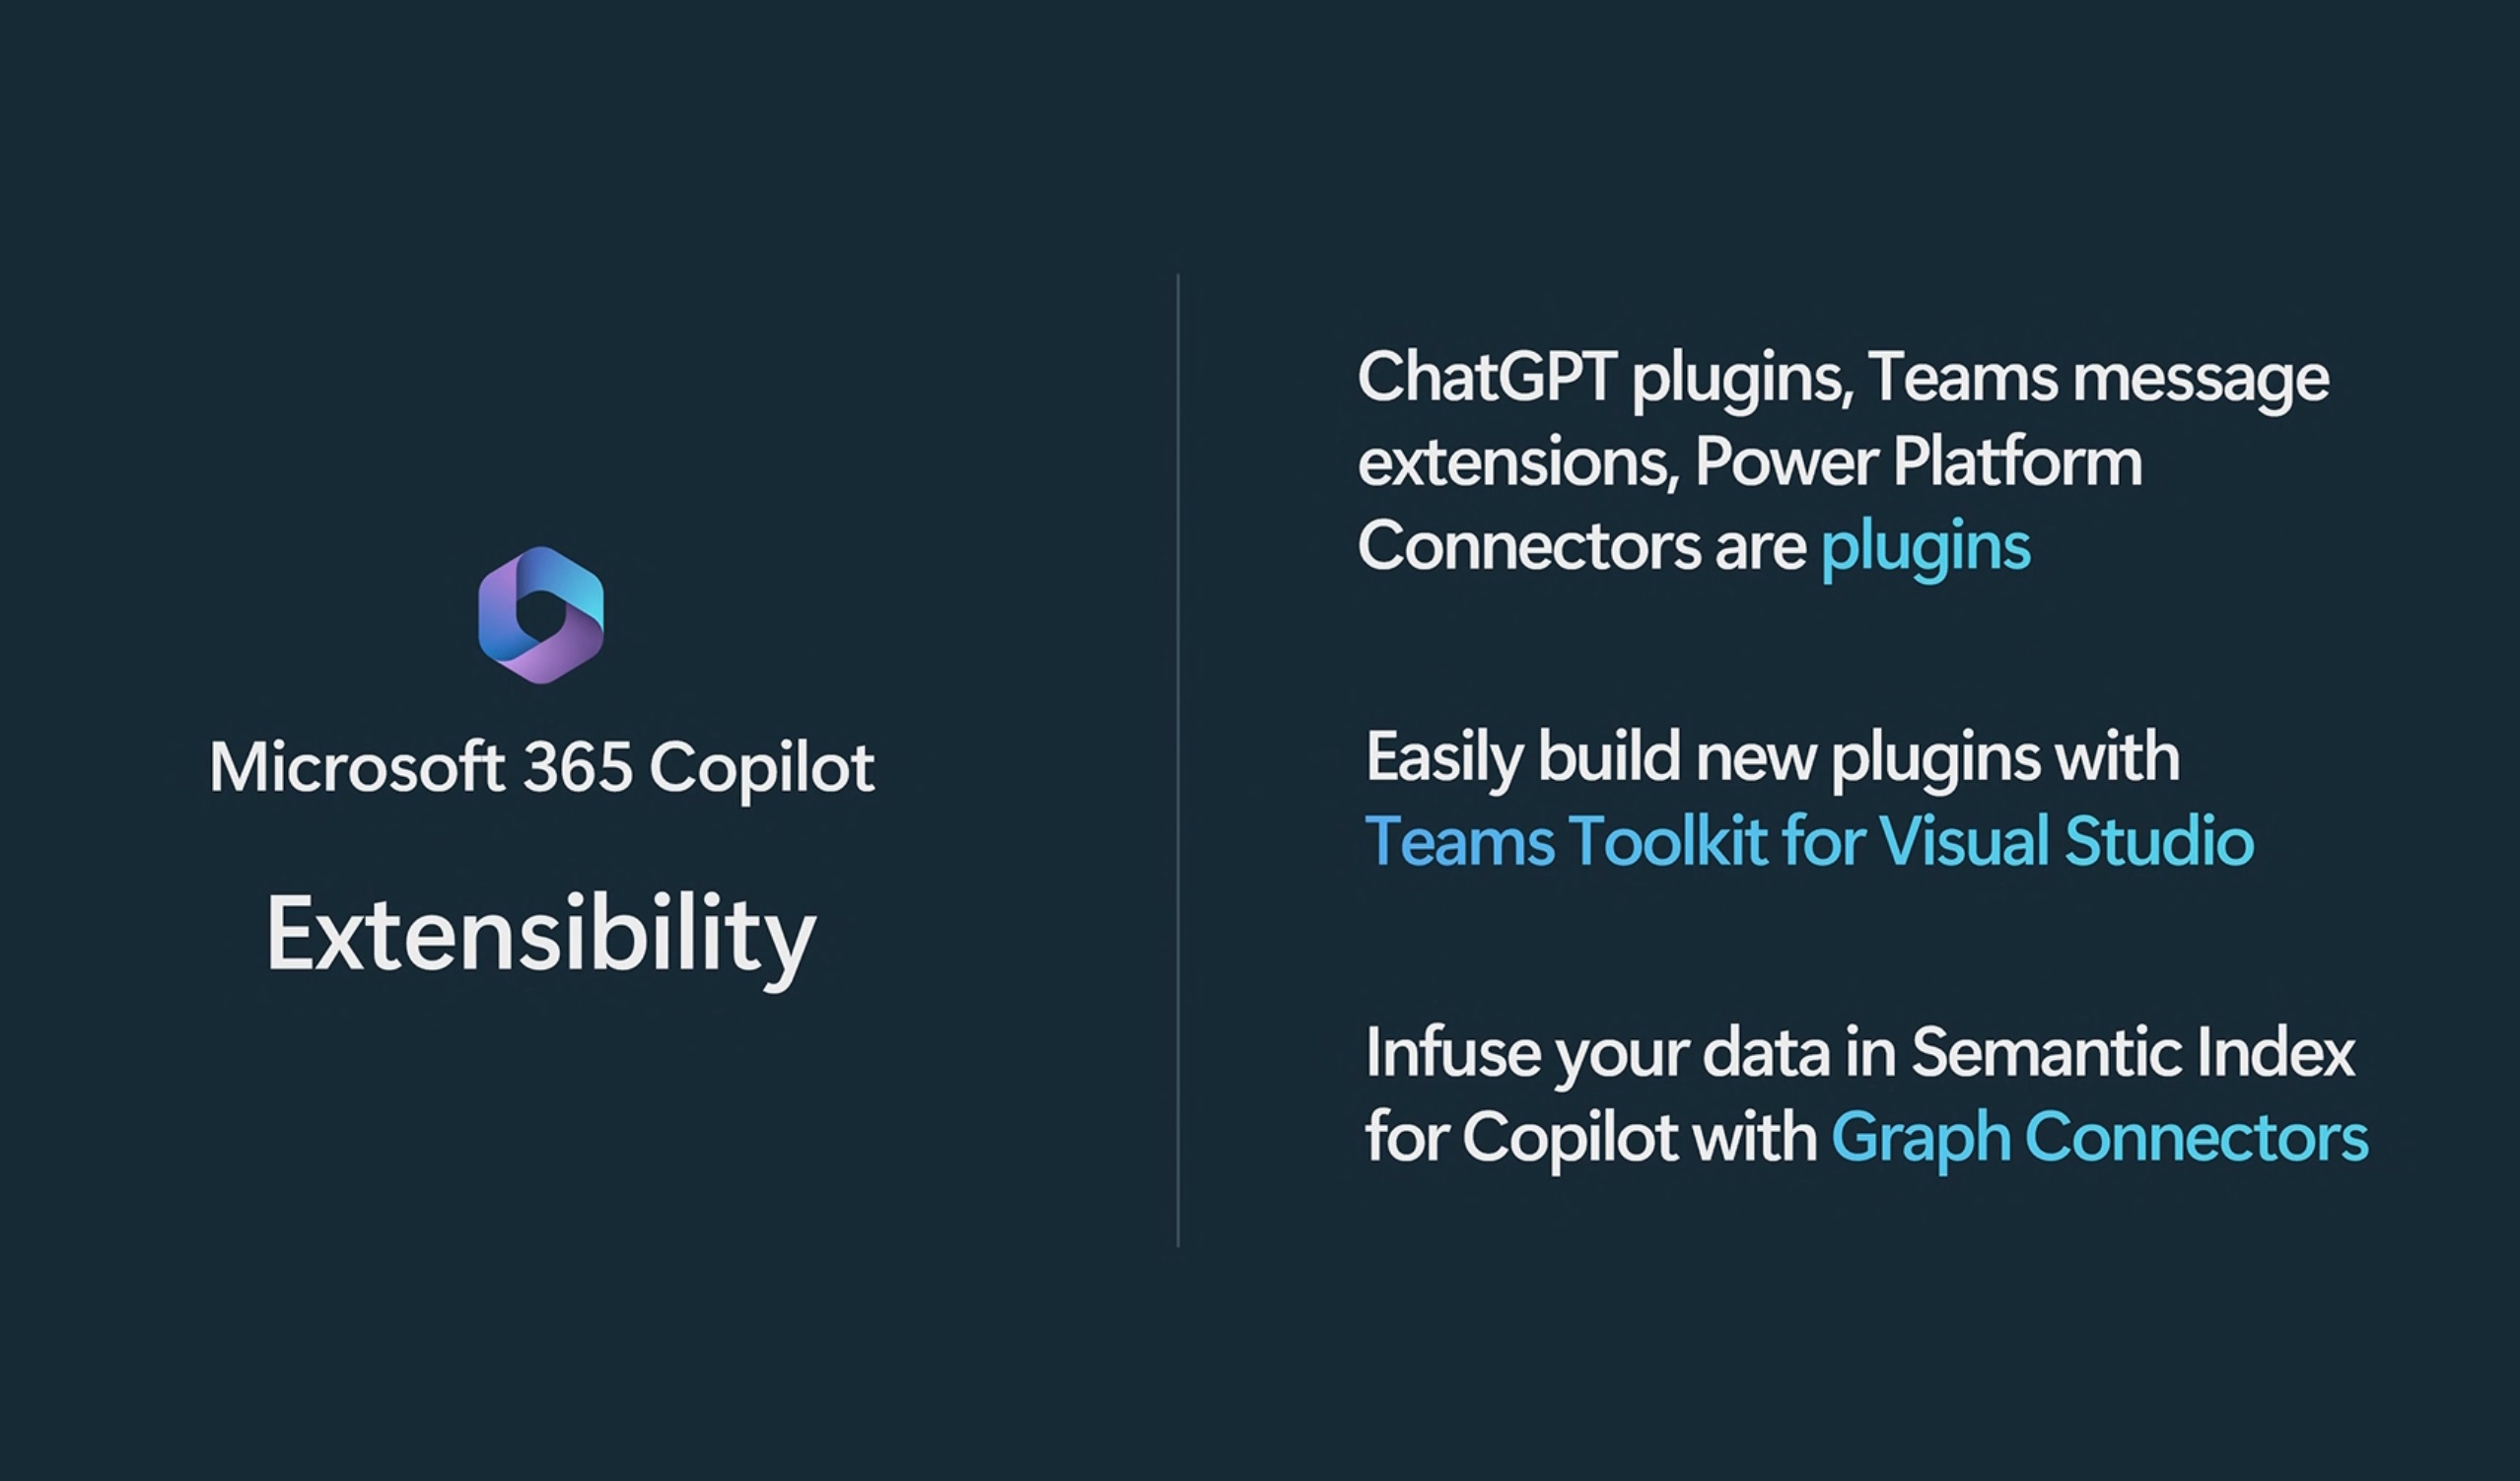 Microsoft 365 Copilot
Extensibility
ChatGPT plugins, Teams message
extensions, Power Platform
Connectors are plugins
Easily build new plugins with
Teams Toolkit for Visual Studio
Infuse your data in Semantic Index
for Copilot with Graph Connectors